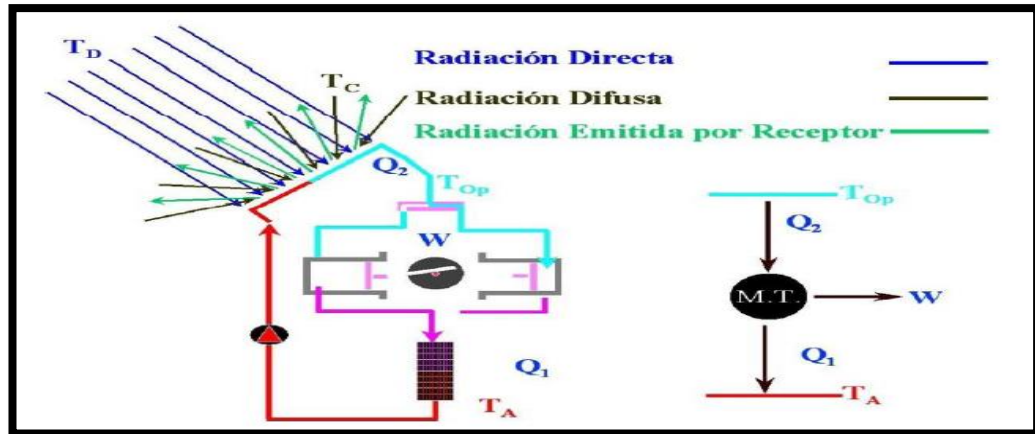 T_D
Radiación Directa
T_C
Radiación Difusa
Radiación Emitida por Receptor
Q_2
T_Op
W
Q_1
T_A
T_Op
Q_2
M.T.
W
Q_1
T_A